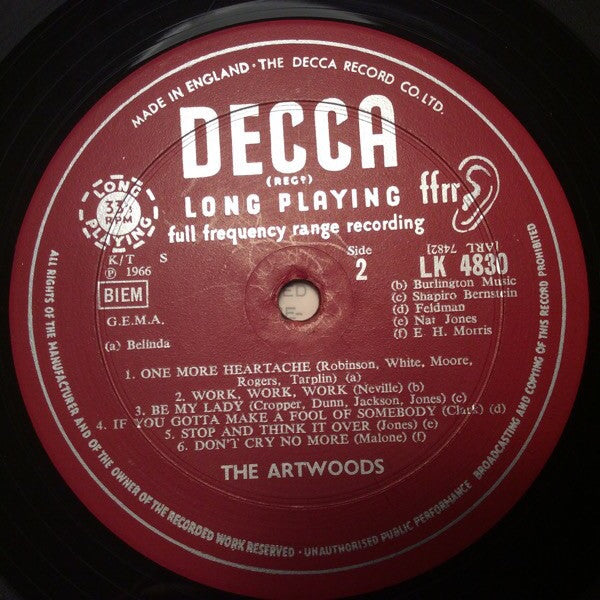 MADE IN ENGLAND · THE DECCA RECORD CO. LTD.
DECCA
(REGD)
LONG PLAYING
ffrr
full frequency range recording
LONG
33⅓
RPM
PLAYING
K/T S
Ⓟ 1966
BIEM
G.E.M.A.
(a) Belinda
Side
2
(ARL 7482)
LK 4830
(b) Burlington Music
(c) Shapiro Bernstein
(d) Feldman
(e) Nat Jones
(f) E. H. Morris
1. ONE MORE HEARTACHE (Robinson, White, Moore,
Rogers, Tarplin) (a)
2. WORK, WORK, WORK (Neville) (b)
3. BE MY LADY (Cropper, Dunn, Jackson, Jones) (c)
4. IF YOU GOTTA MAKE A FOOL OF SOMEBODY (Clark) (d)
5. STOP AND THINK IT OVER (Jones) (e)
6. DON'T CRY NO MORE (Malone) (f)
THE ARTWOODS
ALL RIGHTS OF THE MANUFACTURER AND OF THE OWNER OF THE RECORDED WORK RESERVED · UNAUTHORISED PUBLIC PERFORMANCE BROADCASTING AND COPYING OF THIS RECORD PROHIBITED